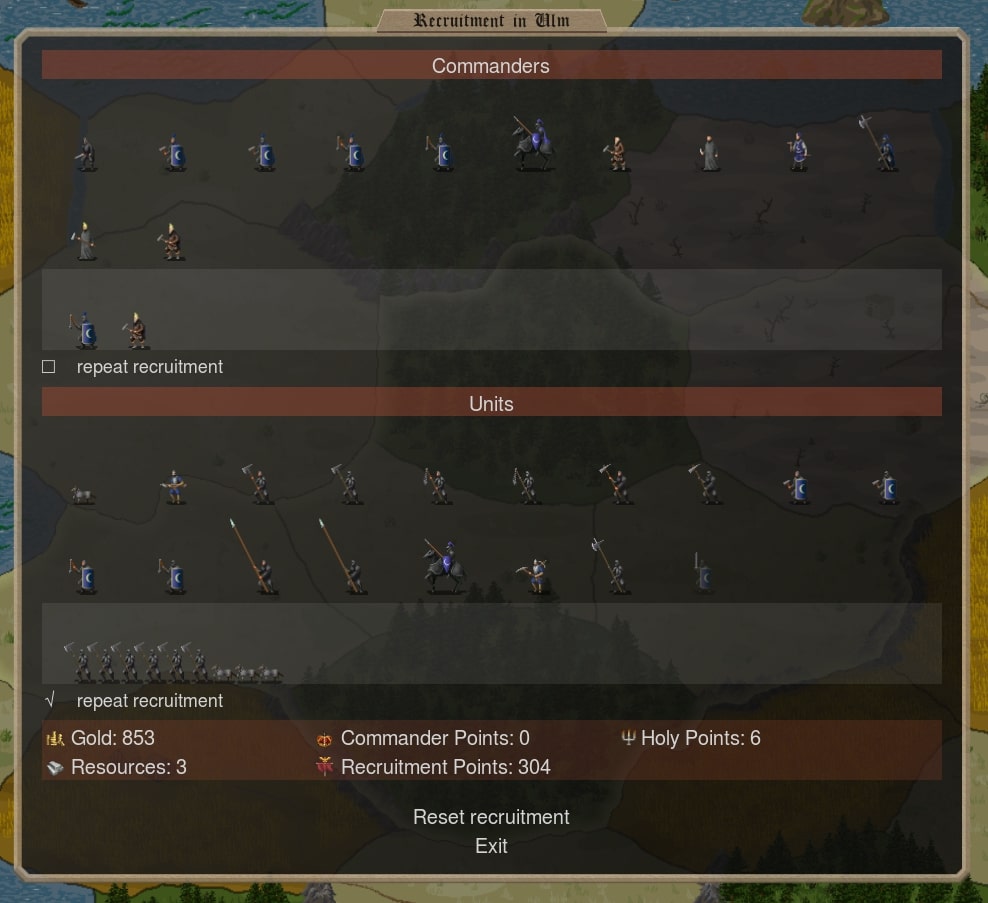 Recruitment in Ulm
Commanders
repeat recruitment
Units
√ repeat recruitment
Gold: 853 Commander Points: 0 Holy Points: 6
Resources: 3 Recruitment Points: 304
Reset recruitment
Exit